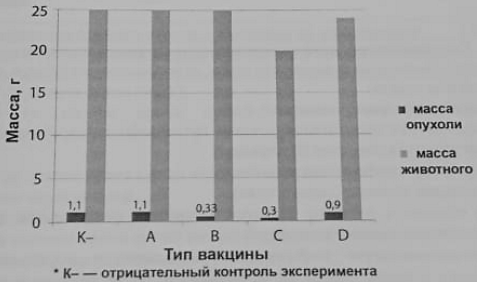 25
20
15
10
5
0
Масса, г
1,1
1,1
0,33
0,3
0,9
К–
A
B
C
D
Тип вакцины
масса
опухоли
масса
животного
* К– — отрицательный контроль эксперимента